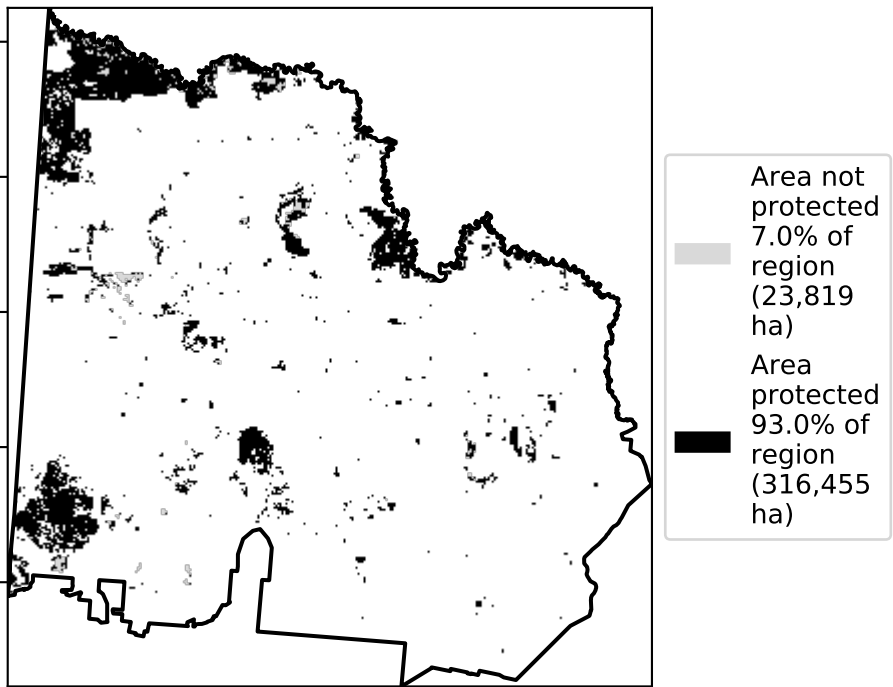 Area not
protected
7.0% of
region
(23,819
ha)
Area
protected
93.0% of
region
(316,455
ha)